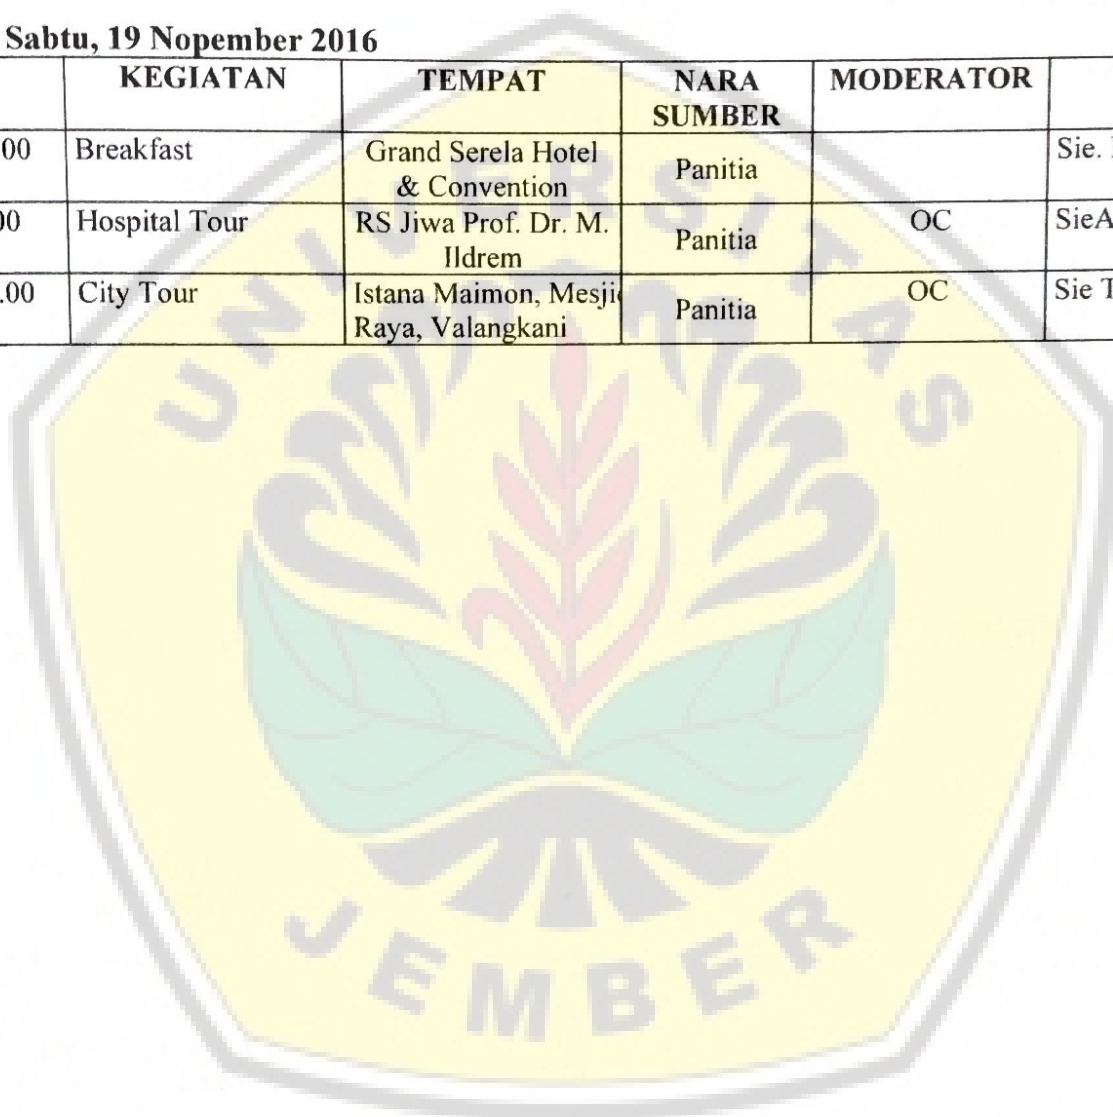 Sabtu, 19 Nopember 2016
KEGIATAN TEMPAT NARA SUMBER MODERATOR
00 Breakfast Grand Serela Hotel & Convention Panitia Sie.
00 Hospital Tour RS Jiwa Prof. Dr. M. Ildrem Panitia OC SieA
.00 City Tour Istana Maimon, Mesji Raya, Valangkani Panitia OC Sie T
UNIVERSITAS
JEMBER